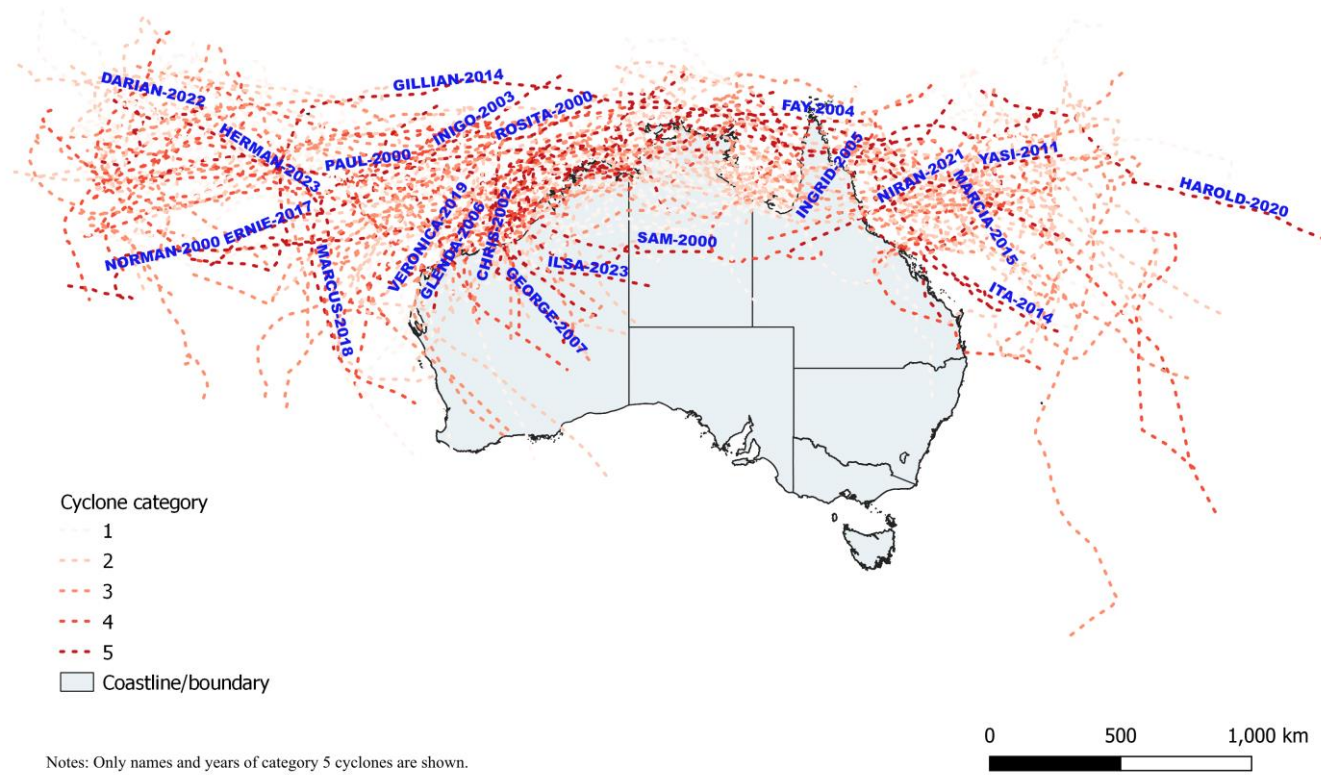 DARIAN-2022
GILLIAN-2014
INIGO-2003
ROSITA-2000
FAY-2004
HERMAN-2023
PAUL-2000
INGRID-2005
NIRAN-2021
YASI-2011
HAROLD-2020
MARCIA-2015
NORMAN-2000 ERNIE-2017
MARCUS-2018
VERONICA-2019
GLENDA-2006
CHRIS-2002
GEORGE-2007
ILSA-2023
SAM-2000
ITA-2014
Cyclone category
1
2
3
4
5
Coastline/boundary
0 500 1,000 km
Notes: Only names and years of category 5 cyclones are shown.